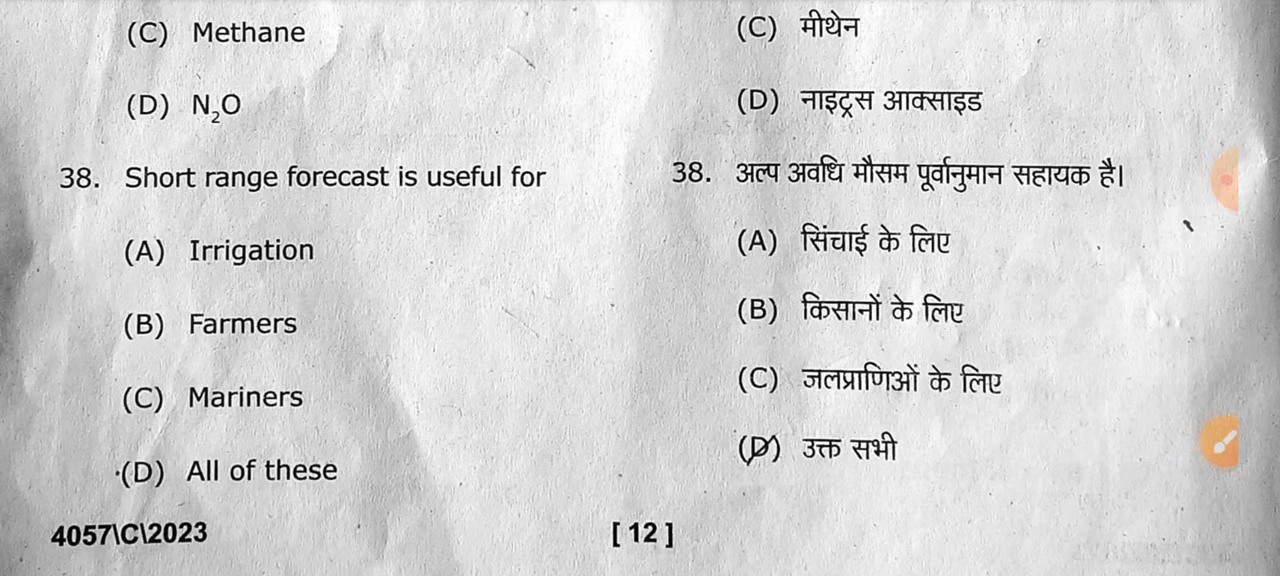 (C) Methane
(D) N₂O
38. Short range forecast is useful for
(A) Irrigation
(B) Farmers
(C) Mariners
(D) All of these
(C) मीथेन
(D) नाइट्रस आक्साइड
38. अल्प अवधि मौसम पूर्वानुमान सहायक है।
(A) सिंचाई के लिए
(B) किसानों के लिए
(C) जलप्राणिओं के लिए
(D) उक्त सभी
4057\C\2023
[ 12 ]